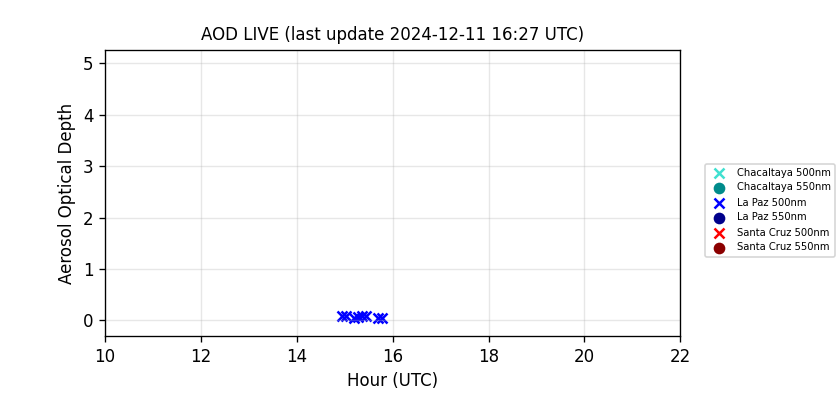 AOD LIVE (last update 2024-12-11 16:27 UTC)
Aerosol Optical Depth
5
4
3
2
1
0
10 12 14 16 18 20 22
Hour (UTC)
Chacaltaya 500nm
Chacaltaya 550nm
La Paz 500nm
La Paz 550nm
Santa Cruz 500nm
Santa Cruz 550nm